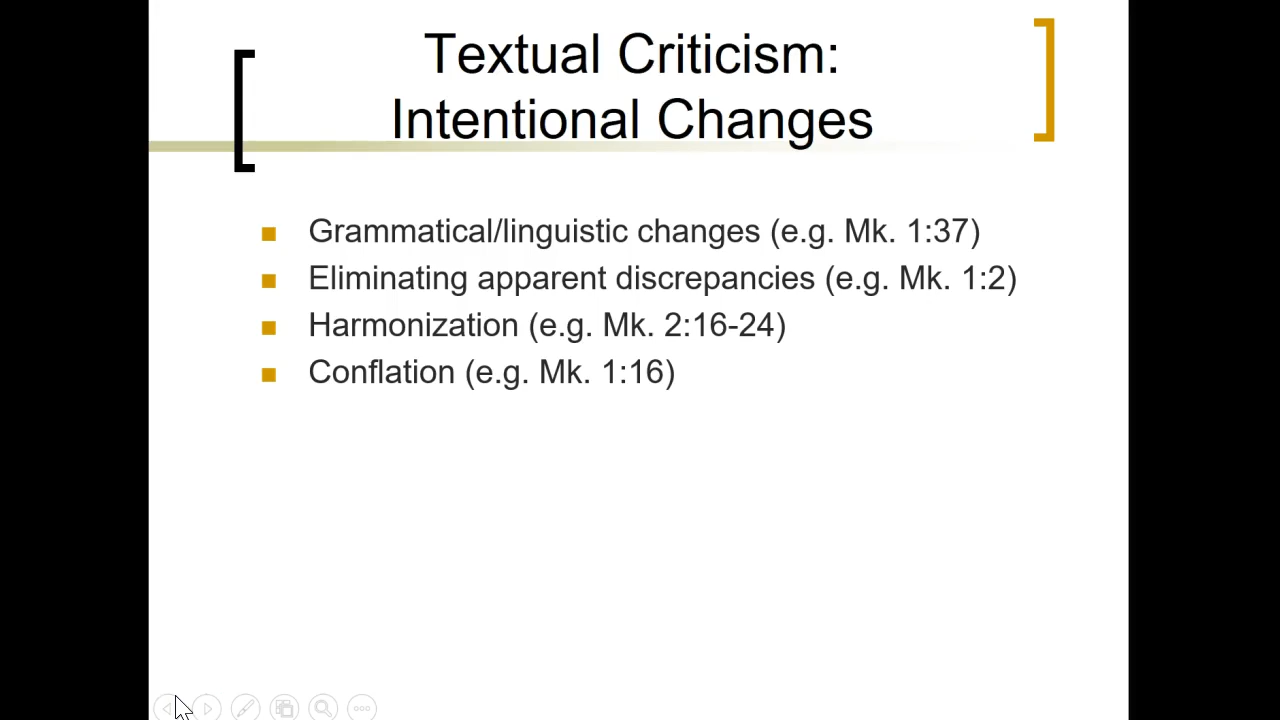 Textual Criticism:
Intentional Changes
Grammatical/linguistic changes (e.g. Mk. 1:37)
Eliminating apparent discrepancies (e.g. Mk. 1:2)
Harmonization (e.g. Mk. 2:16-24)
Conflation (e.g. Mk. 1:16)